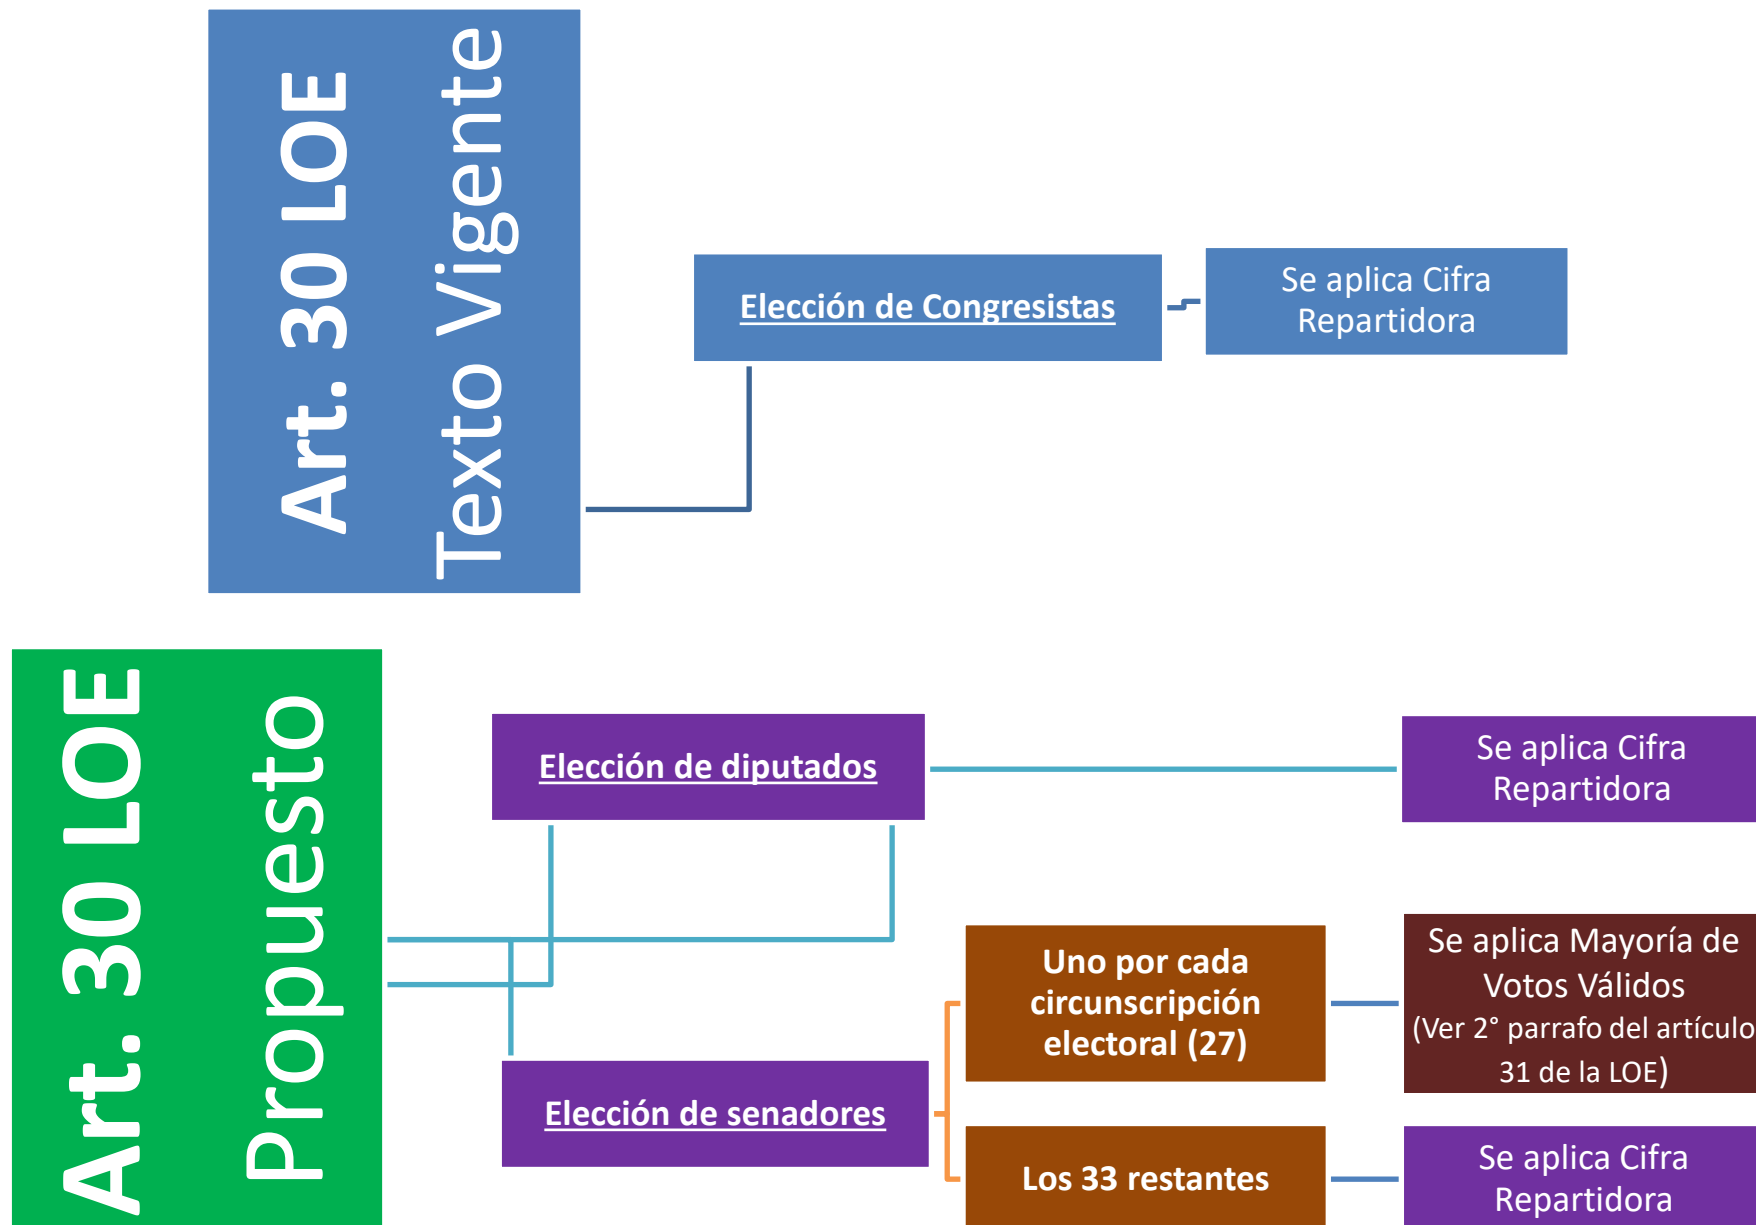 Art. 30 LOE
Texto Vigente
Elección de Congresistas
Se aplica Cifra
Repartidora
Art. 30 LOE
Propuesto
Elección de diputados
Se aplica Cifra
Repartidora
Elección de senadores
Uno por cada
circunscripción
electoral (27)
Se aplica Mayoría de
Votos Válidos
(Ver 2° parrafo del artículo
31 de la LOE)
Los 33 restantes
Se aplica Cifra
Repartidora